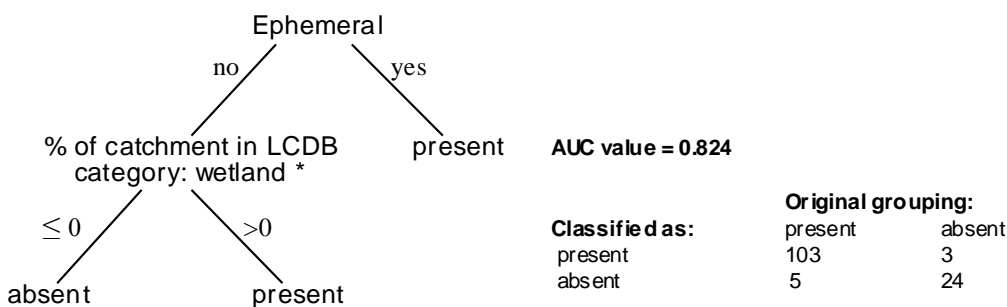 Ephemeral
no
yes
% of catchment in LCDB
category: wetland *
present
AUC value = 0.824
≤ 0
>0
absent
present
Original grouping:
Classified as: present absent
present 103 3
absent 5 24